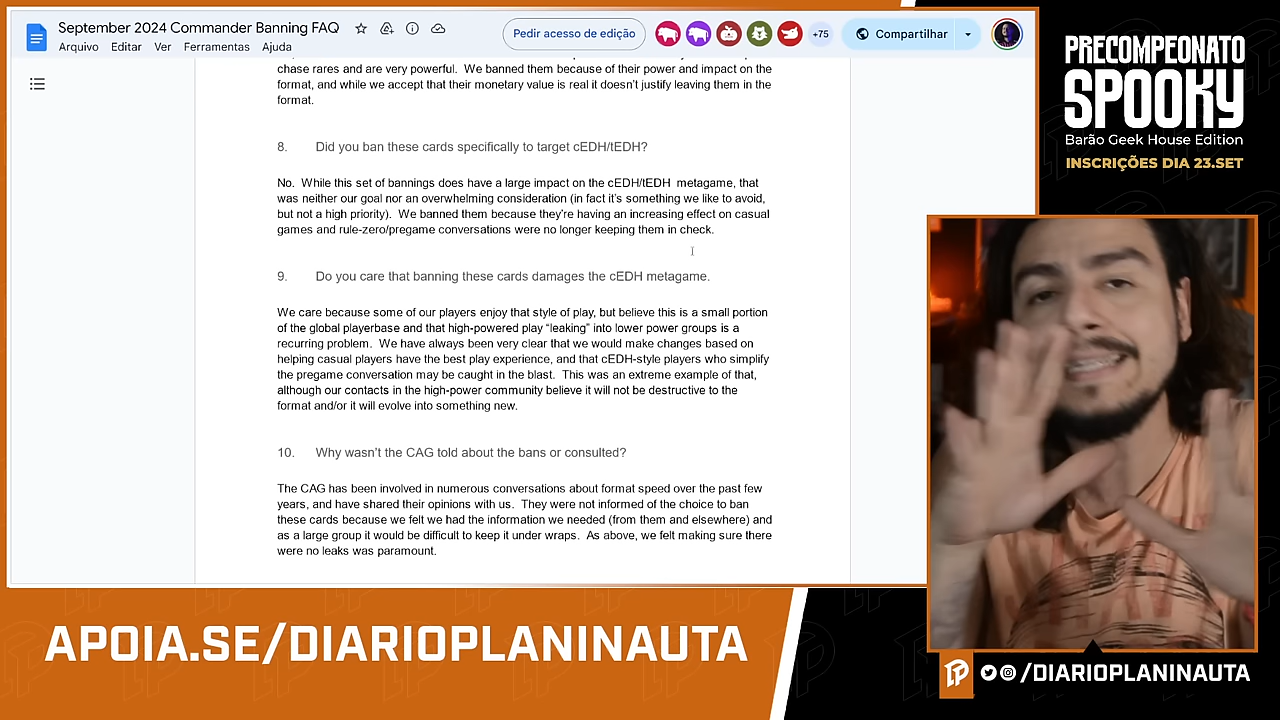 September 2024 Commander Banning FAQ
Arquivo Editar Ver Ferramentas Ajuda
Pedir acesso de edição
+75
Compartilhar
chase rares and are very powerful. We banned them because of their power and impact on the
format, and while we accept that their monetary value is real it doesn't justify leaving them in the
format.
8. Did you ban these cards specifically to target cEDH/tEDH?
No. While this set of bannings does have a large impact on the cEDH/tEDH metagame, that
was neither our goal nor an overwhelming consideration (in fact it's something we like to avoid,
but not a high priority). We banned them because they're having an increasing effect on casual
games and rule-zero/pregame conversations were no longer keeping them in check.
9. Do you care that banning these cards damages the cEDH metagame.
We care because some of our players enjoy that style of play, but believe this is a small portion
of the global playerbase and that high-powered play “leaking” into lower power groups is a
recurring problem. We have always been very clear that we would make changes based on
helping casual players have the best play experience, and that cEDH-style players who simplify
the pregame conversation may be caught in the blast. This was an extreme example of that,
although our contacts in the high-power community believe it will not be destructive to the
format and/or it will evolve into something new.
10. Why wasn't the CAG told about the bans or consulted?
The CAG has been involved in numerous conversations about format speed over the past few
years, and have shared their opinions with us. They were not informed of the choice to ban
these cards because we felt we had the information we needed (from them and elsewhere) and
as a large group it would be difficult to keep it under wraps. As above, we felt making sure there
were no leaks was paramount.
PRECOMPEONATO
SPOOKY
Barão Geek House Edition
INSCRIÇÕES DIA 23.SET
APOIA.SE/DIARIOPLANINAUTA
/DIARIOPLANINAUTA